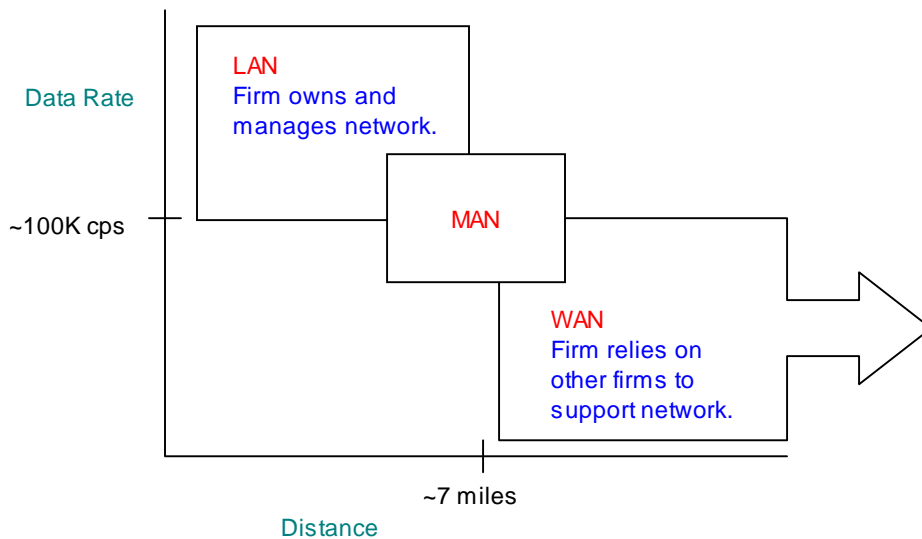 LAN
Firm owns and
manages network.
Data Rate
~100K cps
MAN
WAN
Firm relies on
other firms to
support network.
~7 miles
Distance